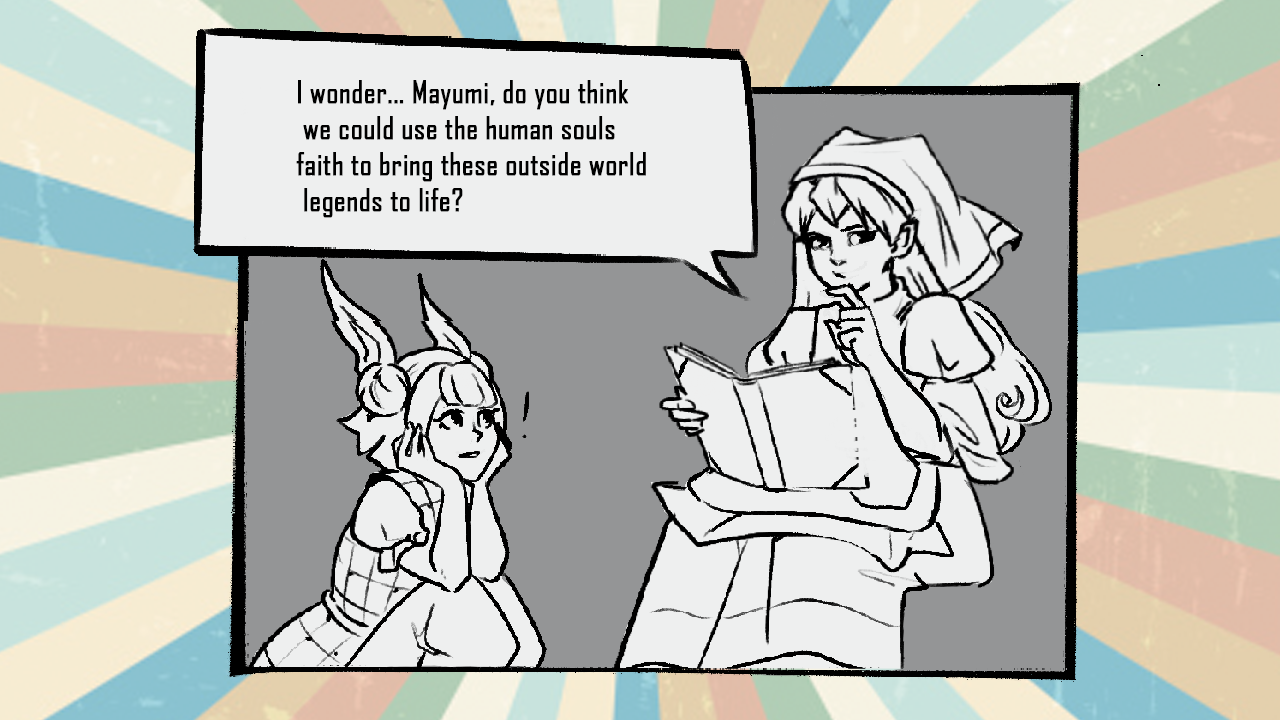 I wonder... Mayumi, do you think
we could use the human souls
faith to bring these outside world
legends to life?
!